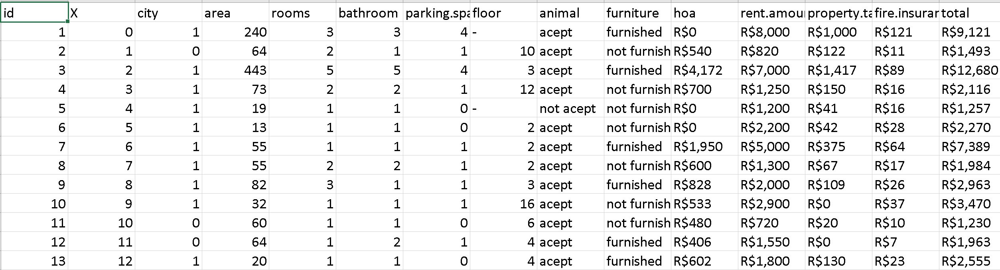 id X city area rooms bathroom parking.spa floor animal furniture hoa rent.amou property.ta fire.insurar total
1 0 1 240 3 3 4 - acept furnished R$0 R$8,000 R$1,000 R$121 R$9,121
2 1 0 64 2 1 1 10 acept not furnish R$540 R$820 R$122 R$11 R$1,493
3 2 1 443 5 5 4 3 acept furnished R$4,172 R$7,000 R$1,417 R$89 R$12,680
4 3 1 73 2 2 1 12 acept not furnish R$700 R$1,250 R$150 R$16 R$2,116
5 4 1 19 1 1 0 - not acept not furnish R$0 R$1,200 R$41 R$16 R$1,257
6 5 1 13 1 1 0 2 acept not furnish R$0 R$2,200 R$42 R$28 R$2,270
7 6 1 55 1 1 1 2 acept furnished R$1,950 R$5,000 R$375 R$64 R$7,389
8 7 1 55 2 2 1 2 acept not furnish R$600 R$1,300 R$67 R$17 R$1,984
9 8 1 82 3 1 1 3 acept furnished R$828 R$2,000 R$109 R$26 R$2,963
10 9 1 32 1 1 1 16 acept not furnish R$533 R$2,900 R$0 R$37 R$3,470
11 10 0 60 1 1 0 6 acept not furnish R$480 R$720 R$20 R$10 R$1,230
12 11 0 64 1 2 1 4 acept furnished R$406 R$1,550 R$0 R$7 R$1,963
13 12 1 20 1 1 0 4 acept furnished R$602 R$1,800 R$130 R$23 R$2,555